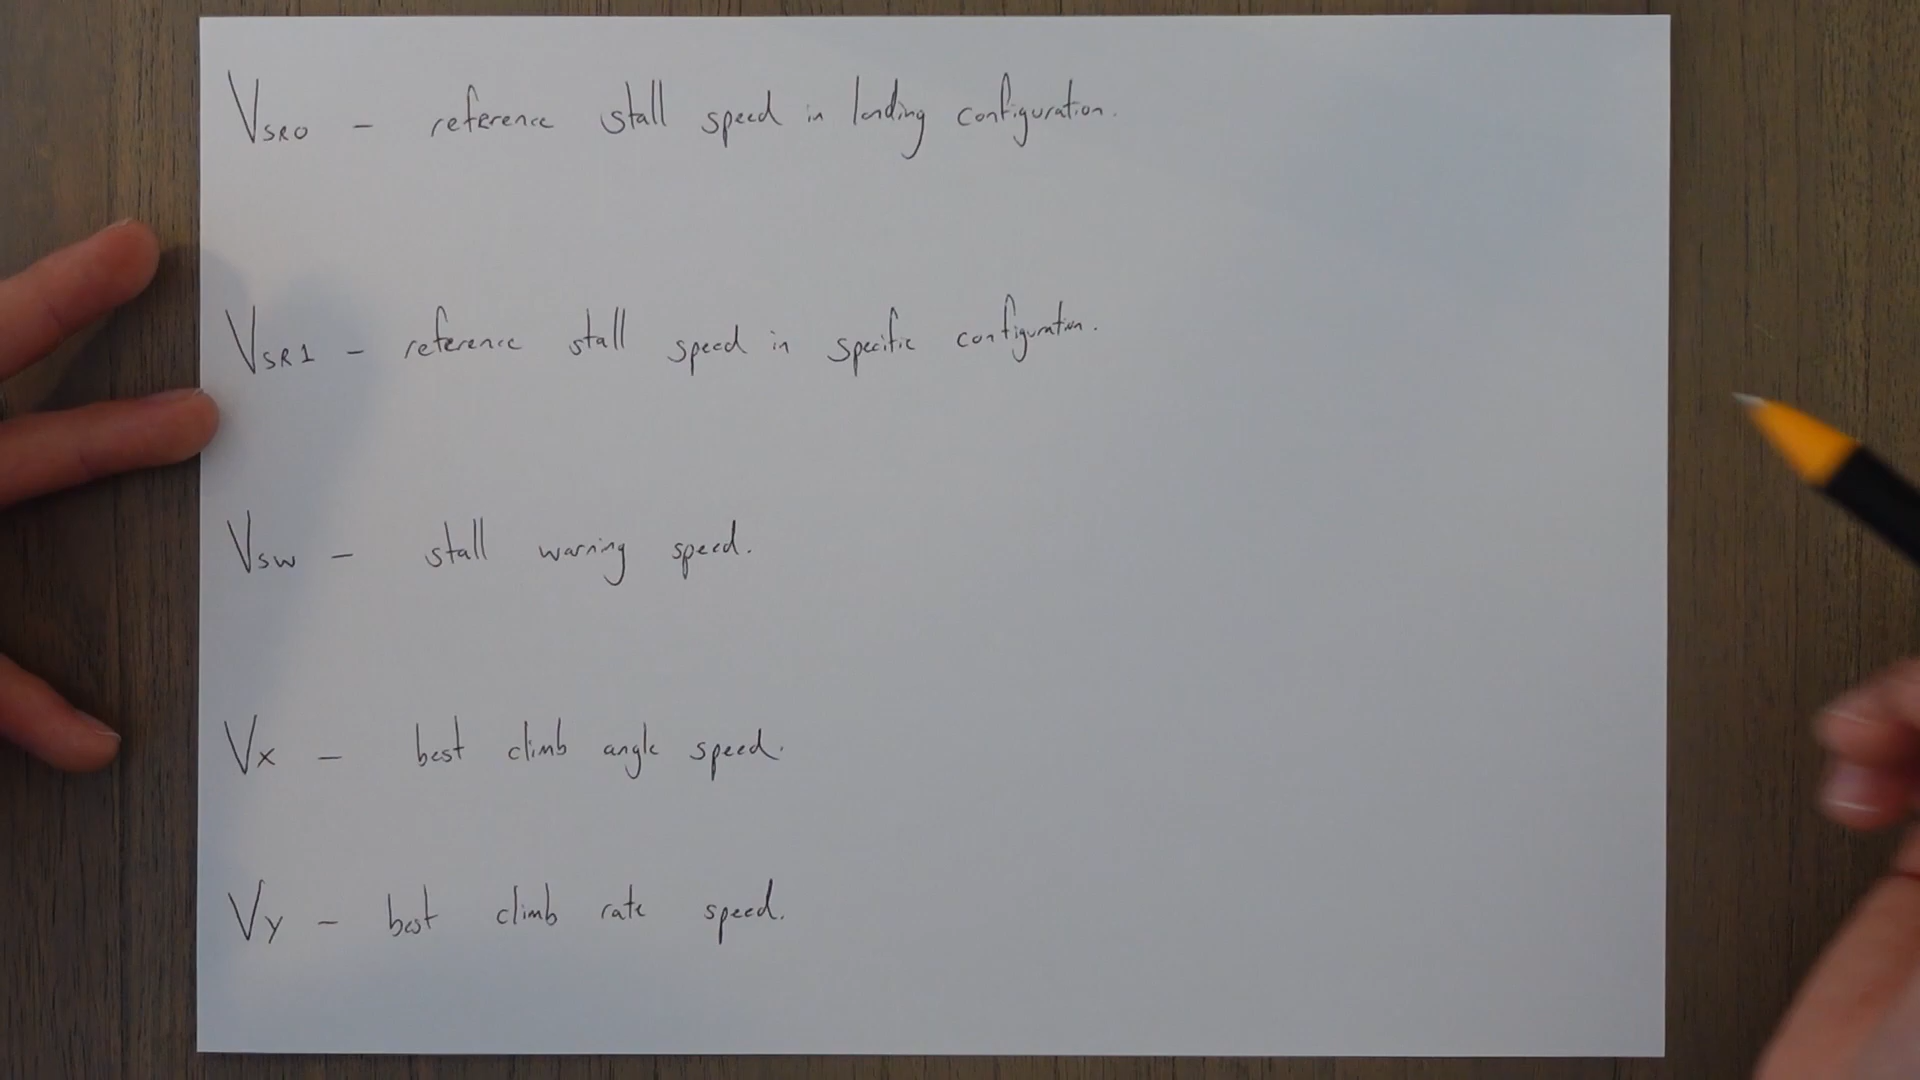 VSR0 - reference stall speed in landing configuration.
VSR1 - reference stall speed in specific configuration.
VSW - stall warning speed.
VX - best climb angle speed.
VY - best climb rate speed.